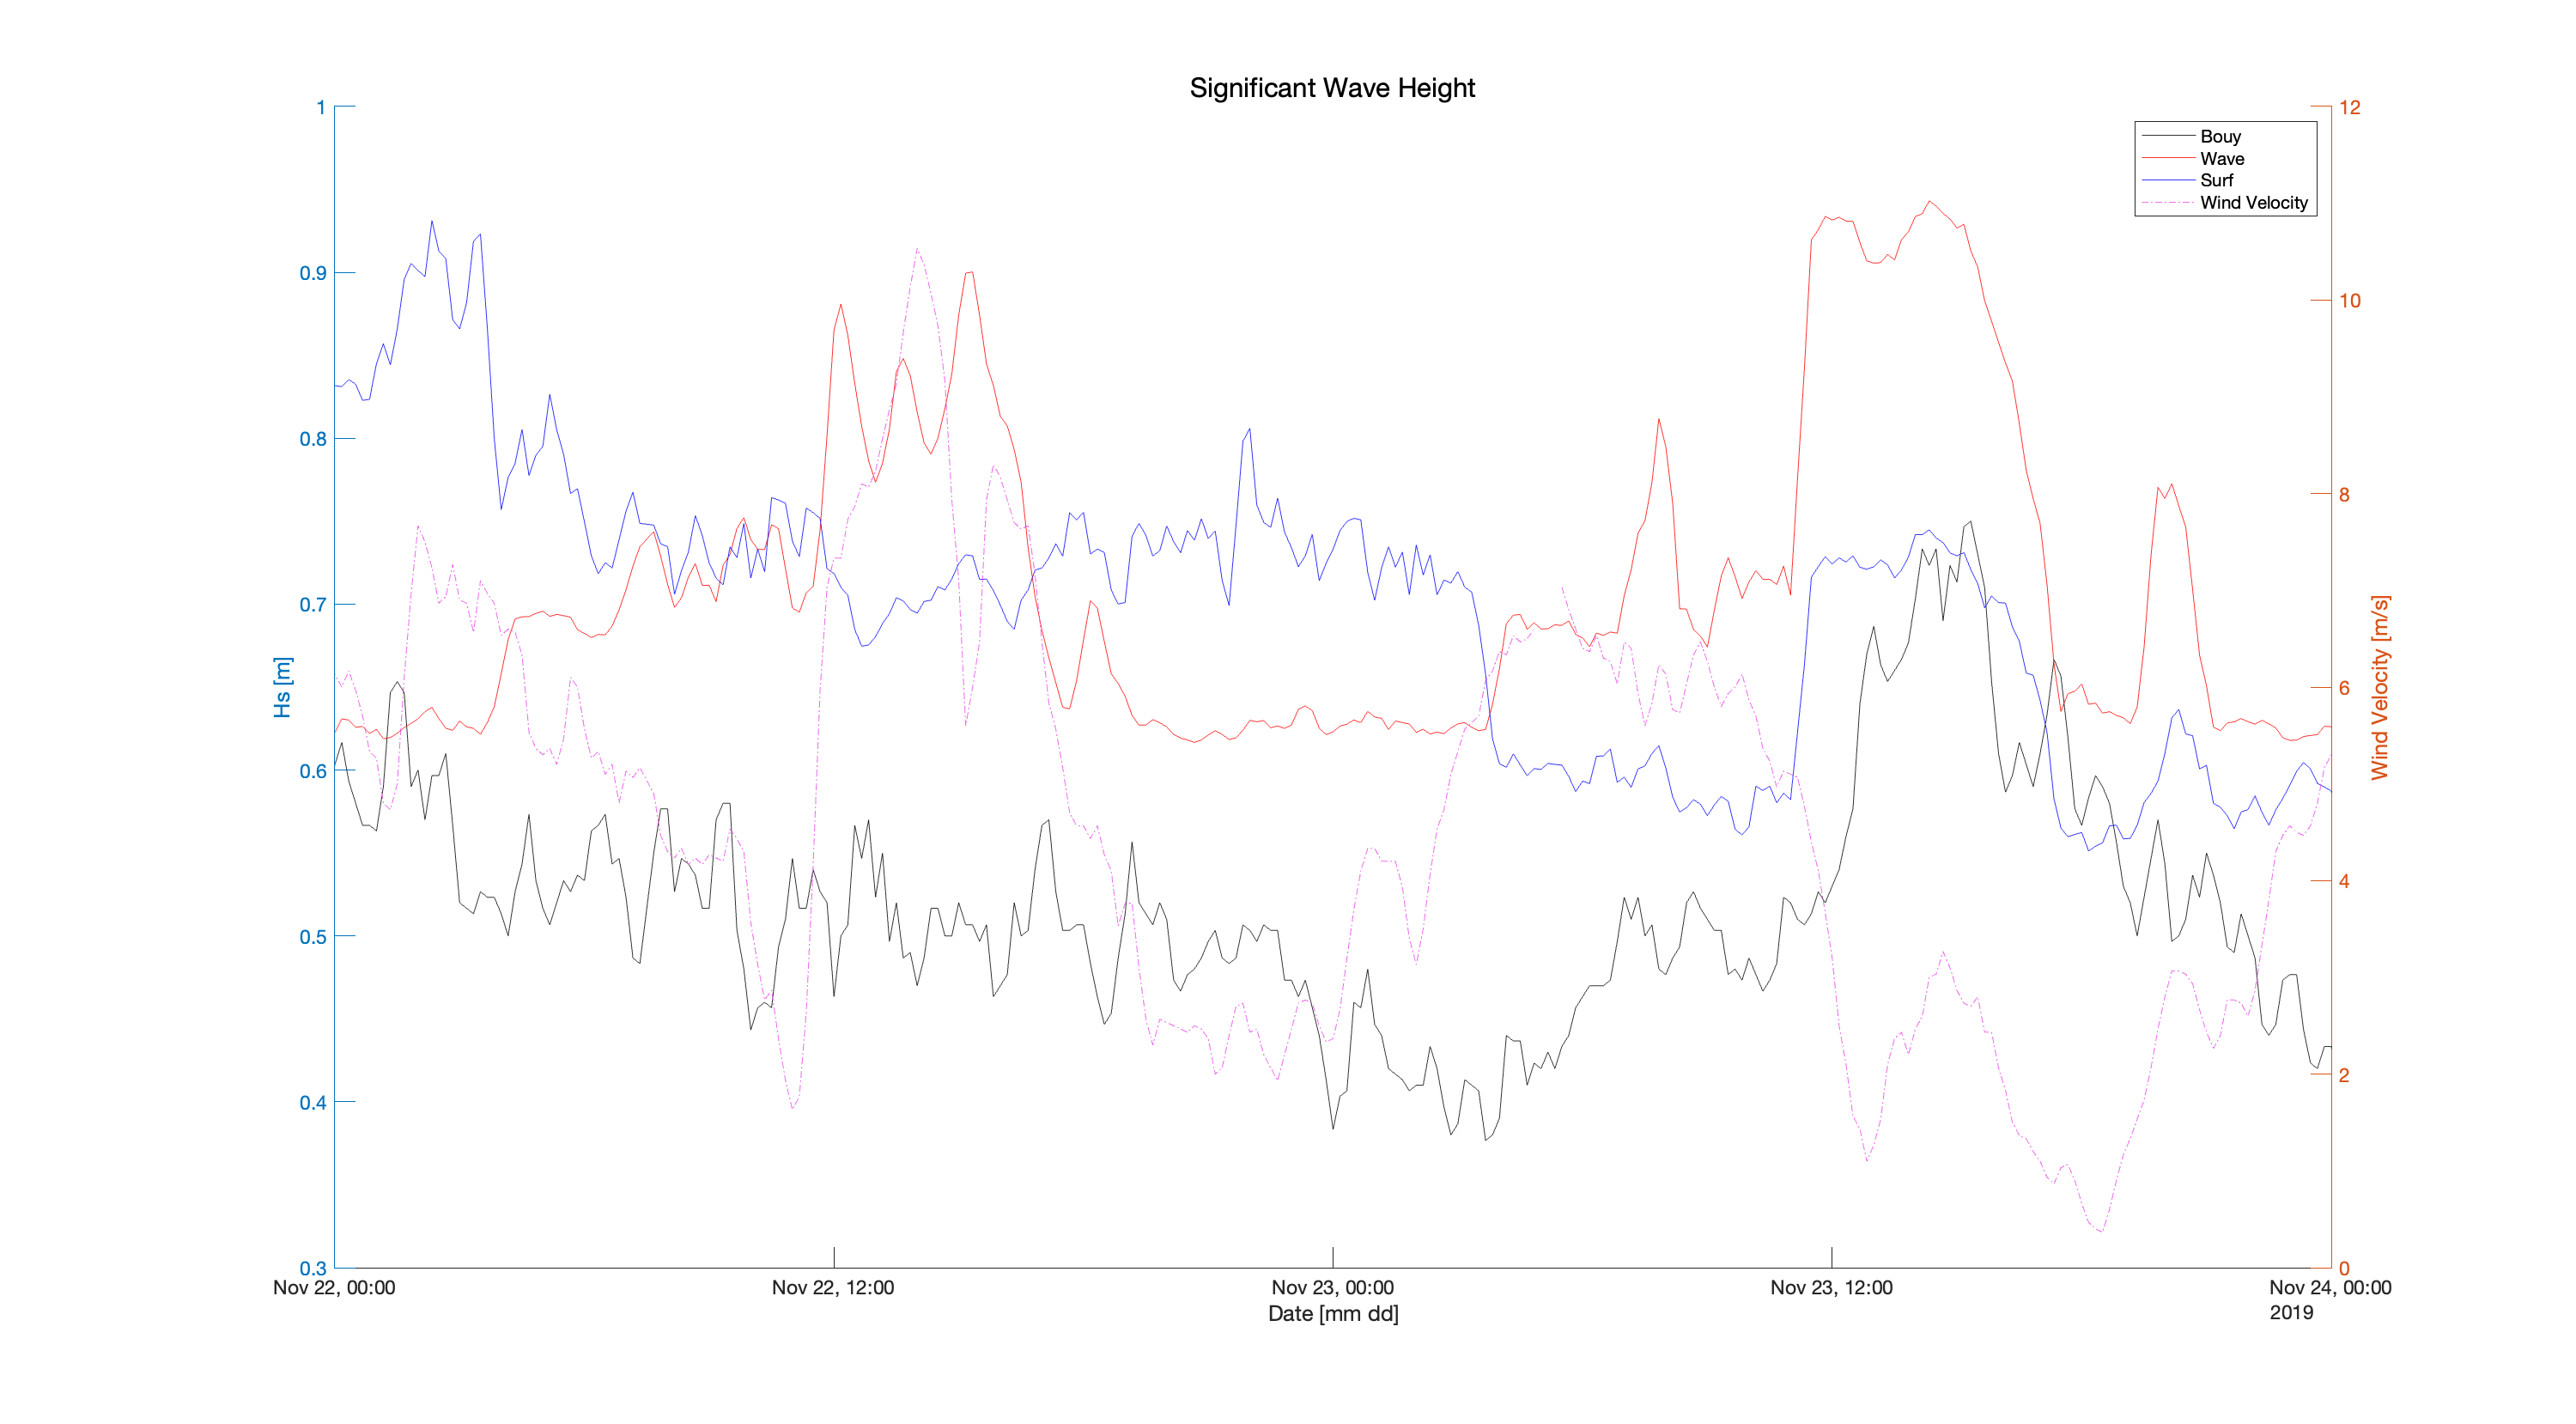 Significant Wave Height
1
0.9
0.8
0.7
0.6
0.5
0.4
0.3
Hs [m]
12
10
8
6
4
2
0
Wind Velocity [m/s]
Bouy
Wave
Surf
Wind Velocity
Nov 22, 00:00
Nov 22, 12:00
Nov 23, 00:00
Nov 23, 12:00
Nov 24, 00:00
2019
Date [mm dd]